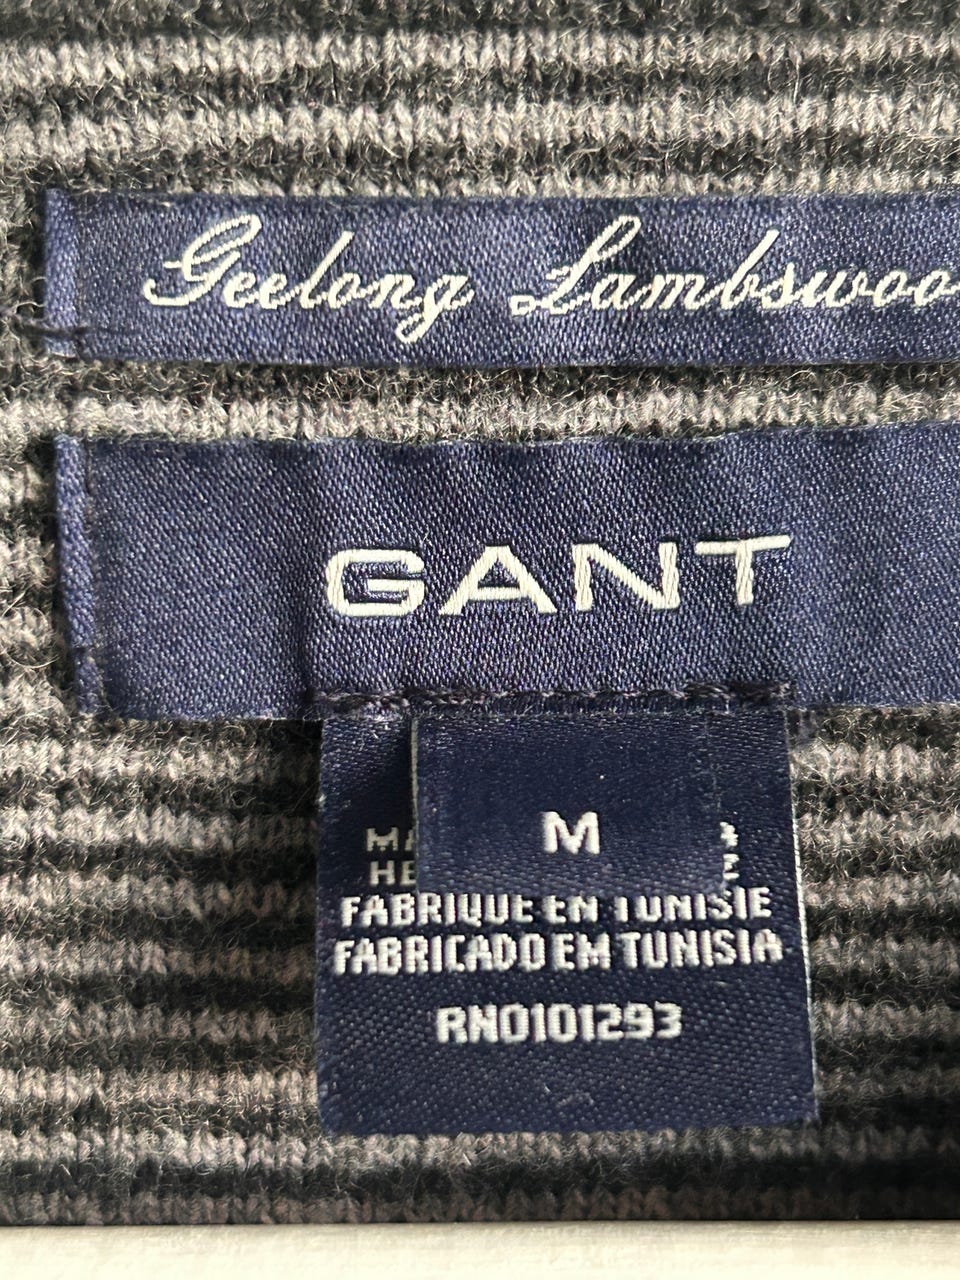 Geelong Lambswoo
GANT
M
FABRIQUE EN TUNISIE
FABRICADO EM TUNISIA
RN0101293